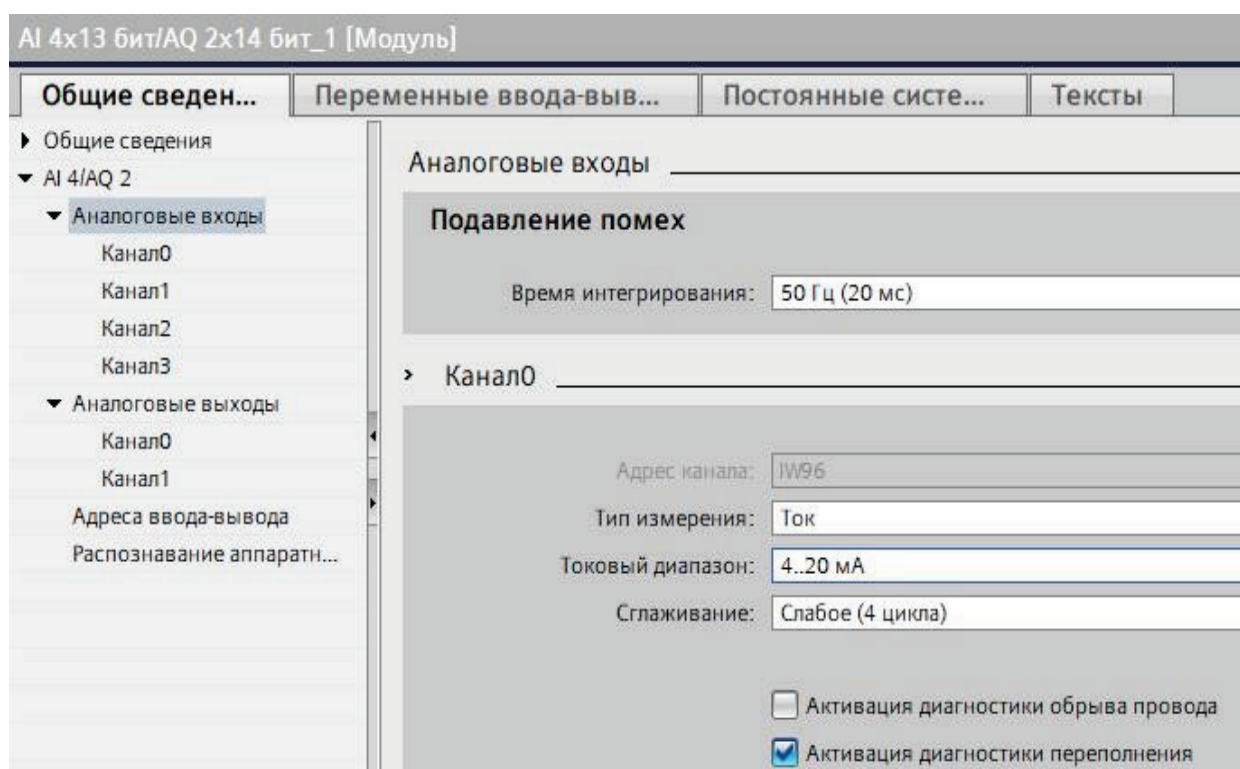 AI 4x13 бит/AQ 2x14 бит_1 [Модуль]
Общие сведен... Переменные ввода-выв... Постоянные систе... Тексты
Общие сведения
AI 4/AQ 2
Аналоговые входы
Канал0
Канал1
Канал2
Канал3
Аналоговые выходы
Канал0
Канал1
Адреса ввода-вывода
Распознавание аппаратн...
Аналоговые входы
Подавление помех
Время интегрирования: 50 Гц (20 мс)
Канал0
Адрес канала: IW96
Тип измерения: Ток
Токовый диапазон: 4..20 мА
Сглаживание: Слабое (4 цикла)
Активация диагностики обрыва провода
Активация диагностики переполнения